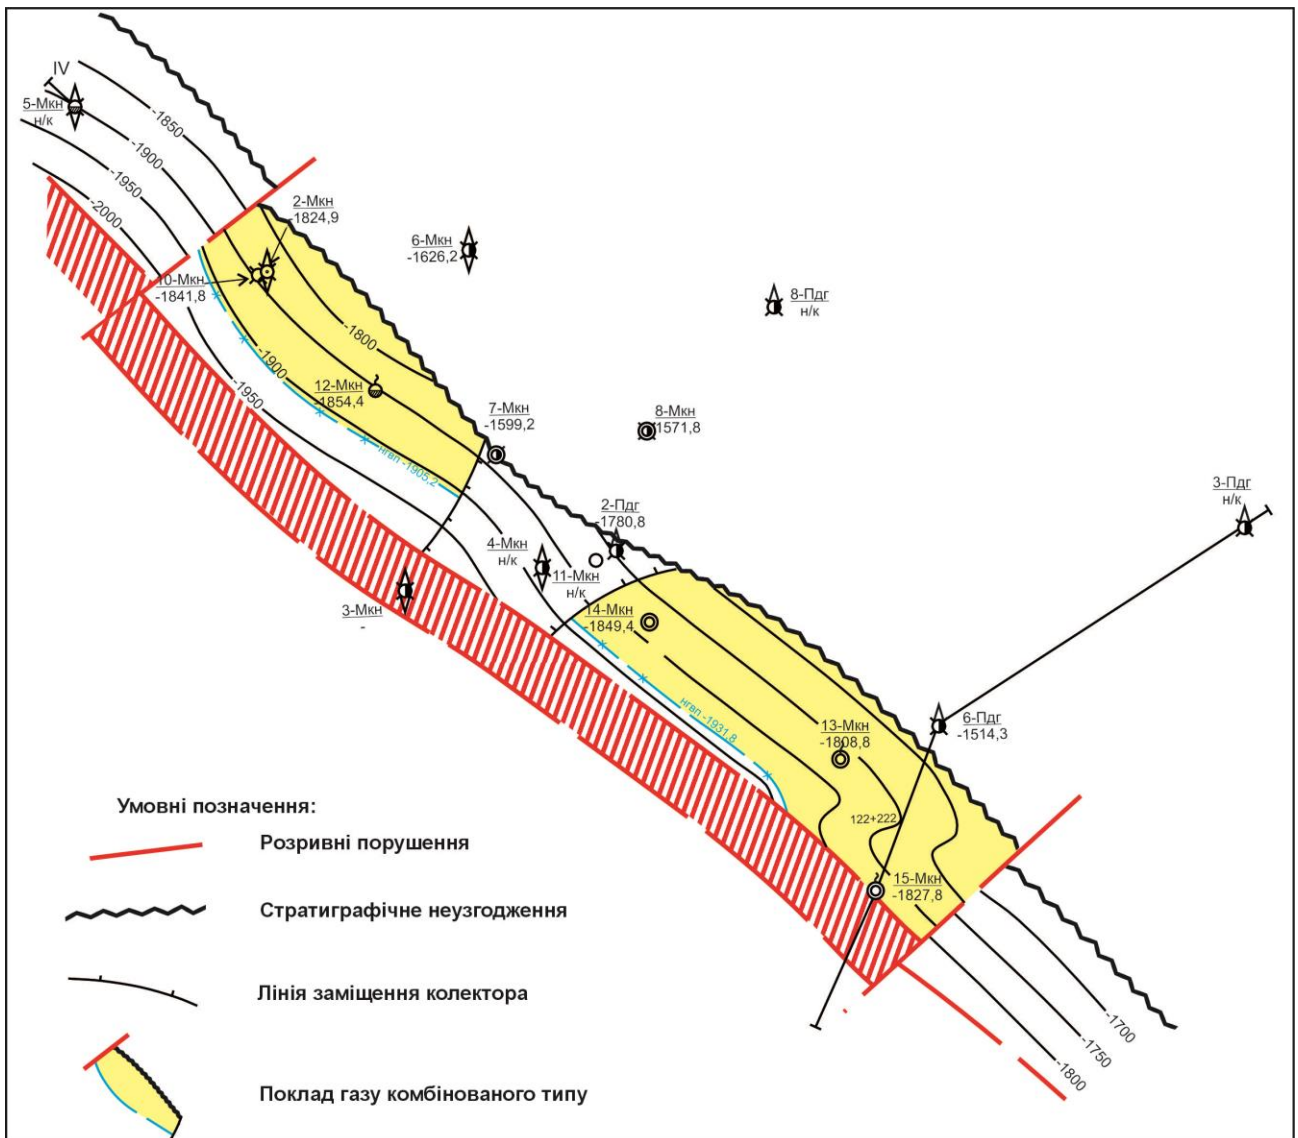 IV
5-Мкн
н/к
-1850
-1900
-1950
-2000
2-Мкн
-1824,9
6-Мкн
-1626,2
10-Мкн
-1841,8
8-Пдг
н/к
-1800
-1900
-1950
12-Мкн
-1854,4
7-Мкн
-1599,2
8-Мкн
-1571,8
нгвп -1905,2
3-Пдг
н/к
2-Пдг
-1780,8
4-Мкн
н/к
11-Мкн
н/к
3-Мкн
-
14-Мкн
-1849,4
нгвп -1931,8
13-Мкн
-1808,8
6-Пдг
-1514,3
122+222
15-Мкн
-1827,8
-1700
-1750
-1800
Умовні позначення:
Розривні порушення
Стратиграфічне неузгодження
Лінія заміщення колектора
Поклад газу комбінованого типу